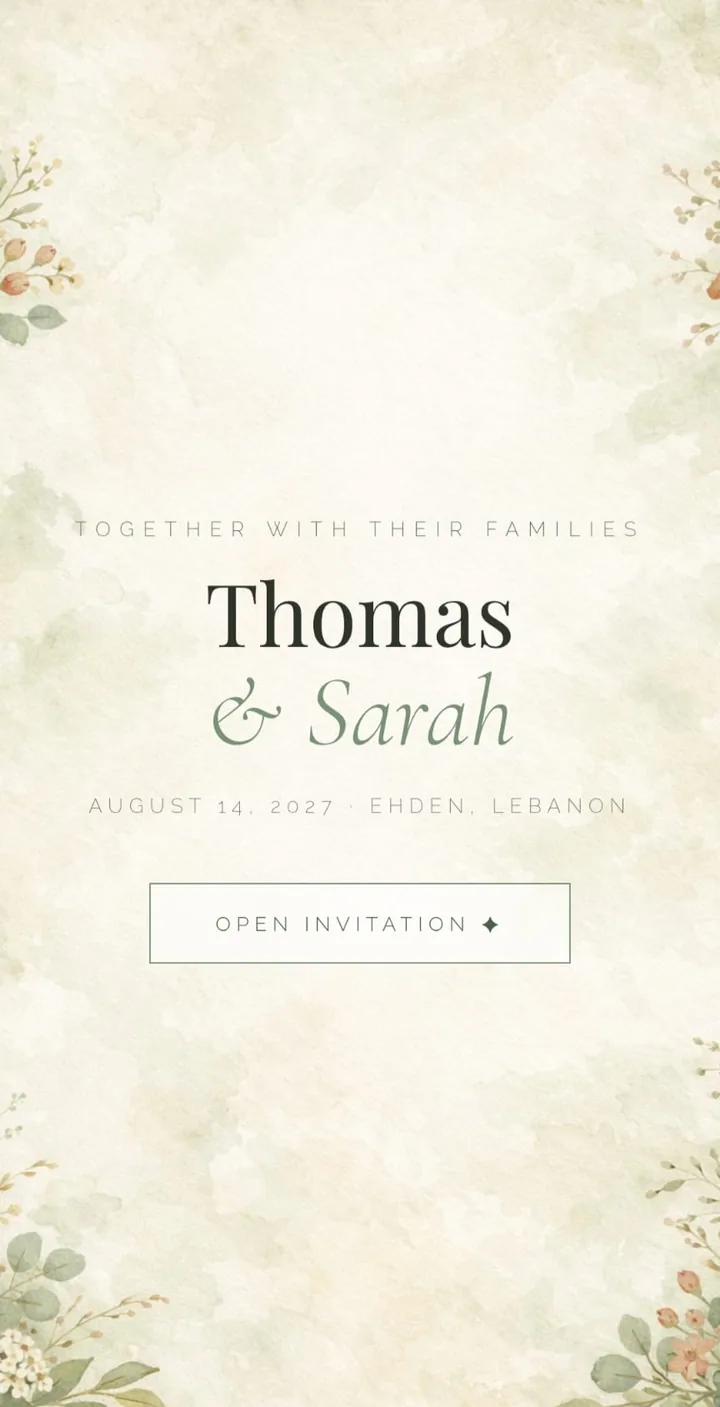 TOGETHER WITH THEIR FAMILIES
Thomas
& Sarah
AUGUST 14, 2027 · EHDEN, LEBANON
OPEN INVITATION ✦